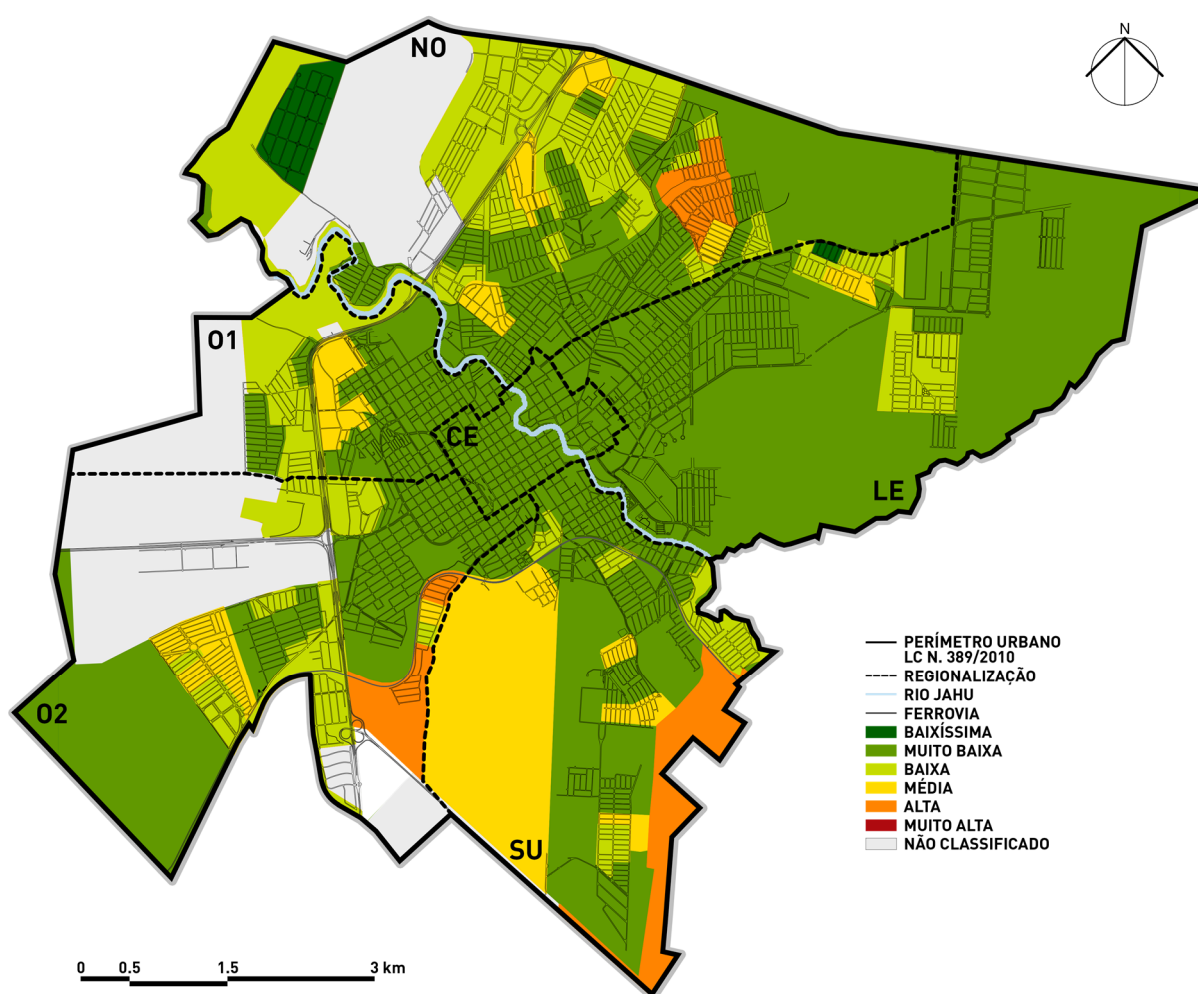 N
NO
O1
CE
LE
O2
SU
PERÍMETRO URBANO
LC N. 389/2010
REGIONALIZAÇÃO
RIO JAHU
FERROVIA
BAIXÍSSIMA
MUITO BAIXA
BAIXA
MÉDIA
ALTA
MUITO ALTA
NÃO CLASSIFICADO
0 0.5 1.5 3 km